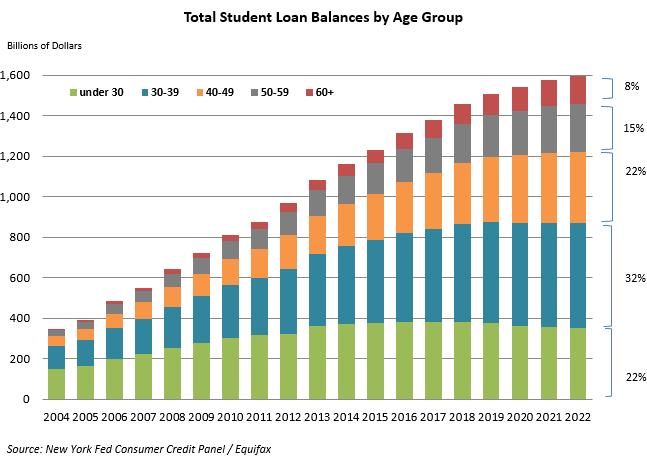 Total Student Loan Balances by Age Group
Billions of Dollars
1,600
1,400
1,200
1,000
800
600
400
200
0
under 30 30-39 40-49 50-59 60+
8%
15%
22%
32%
22%
2004 2005 2006 2007 2008 2009 2010 2011 2012 2013 2014 2015 2016 2017 2018 2019 2020 2021 2022
Source: New York Fed Consumer Credit Panel / Equifax